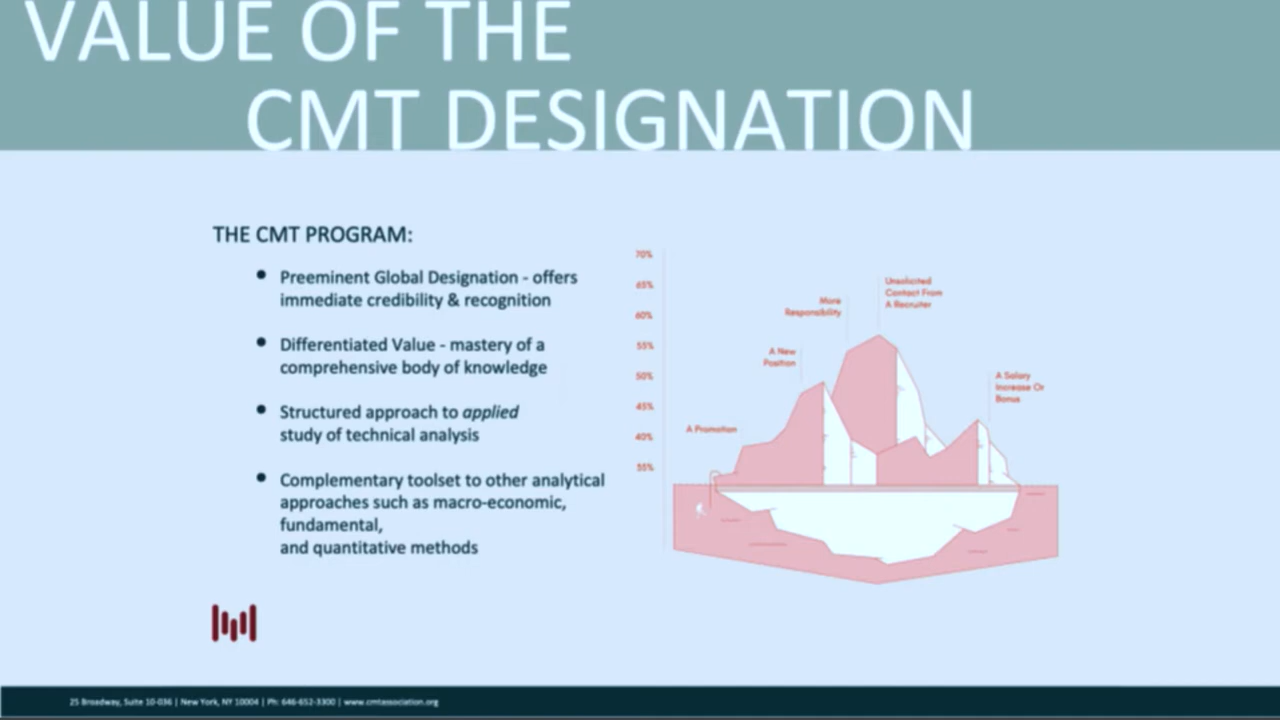 VALUE OF THE
CMT DESIGNATION
THE CMT PROGRAM:
• Preeminent Global Designation - offers
immediate credibility & recognition
• Differentiated Value - mastery of a
comprehensive body of knowledge
• Structured approach to applied
study of technical analysis
• Complementary toolset to other analytical
approaches such as macro-economic,
fundamental,
and quantitative methods
70%
65%
60%
55%
50%
45%
40%
35%
A Promotion
A New
Position
More
Responsibility
Unsolicited
Contact From
A Recruiter
A Salary
Increase Or
Bonus
25 Broadway, Suite 10-036 | New York, NY 10004 | Ph: 646-652-3300 | www.cmtassociation.org